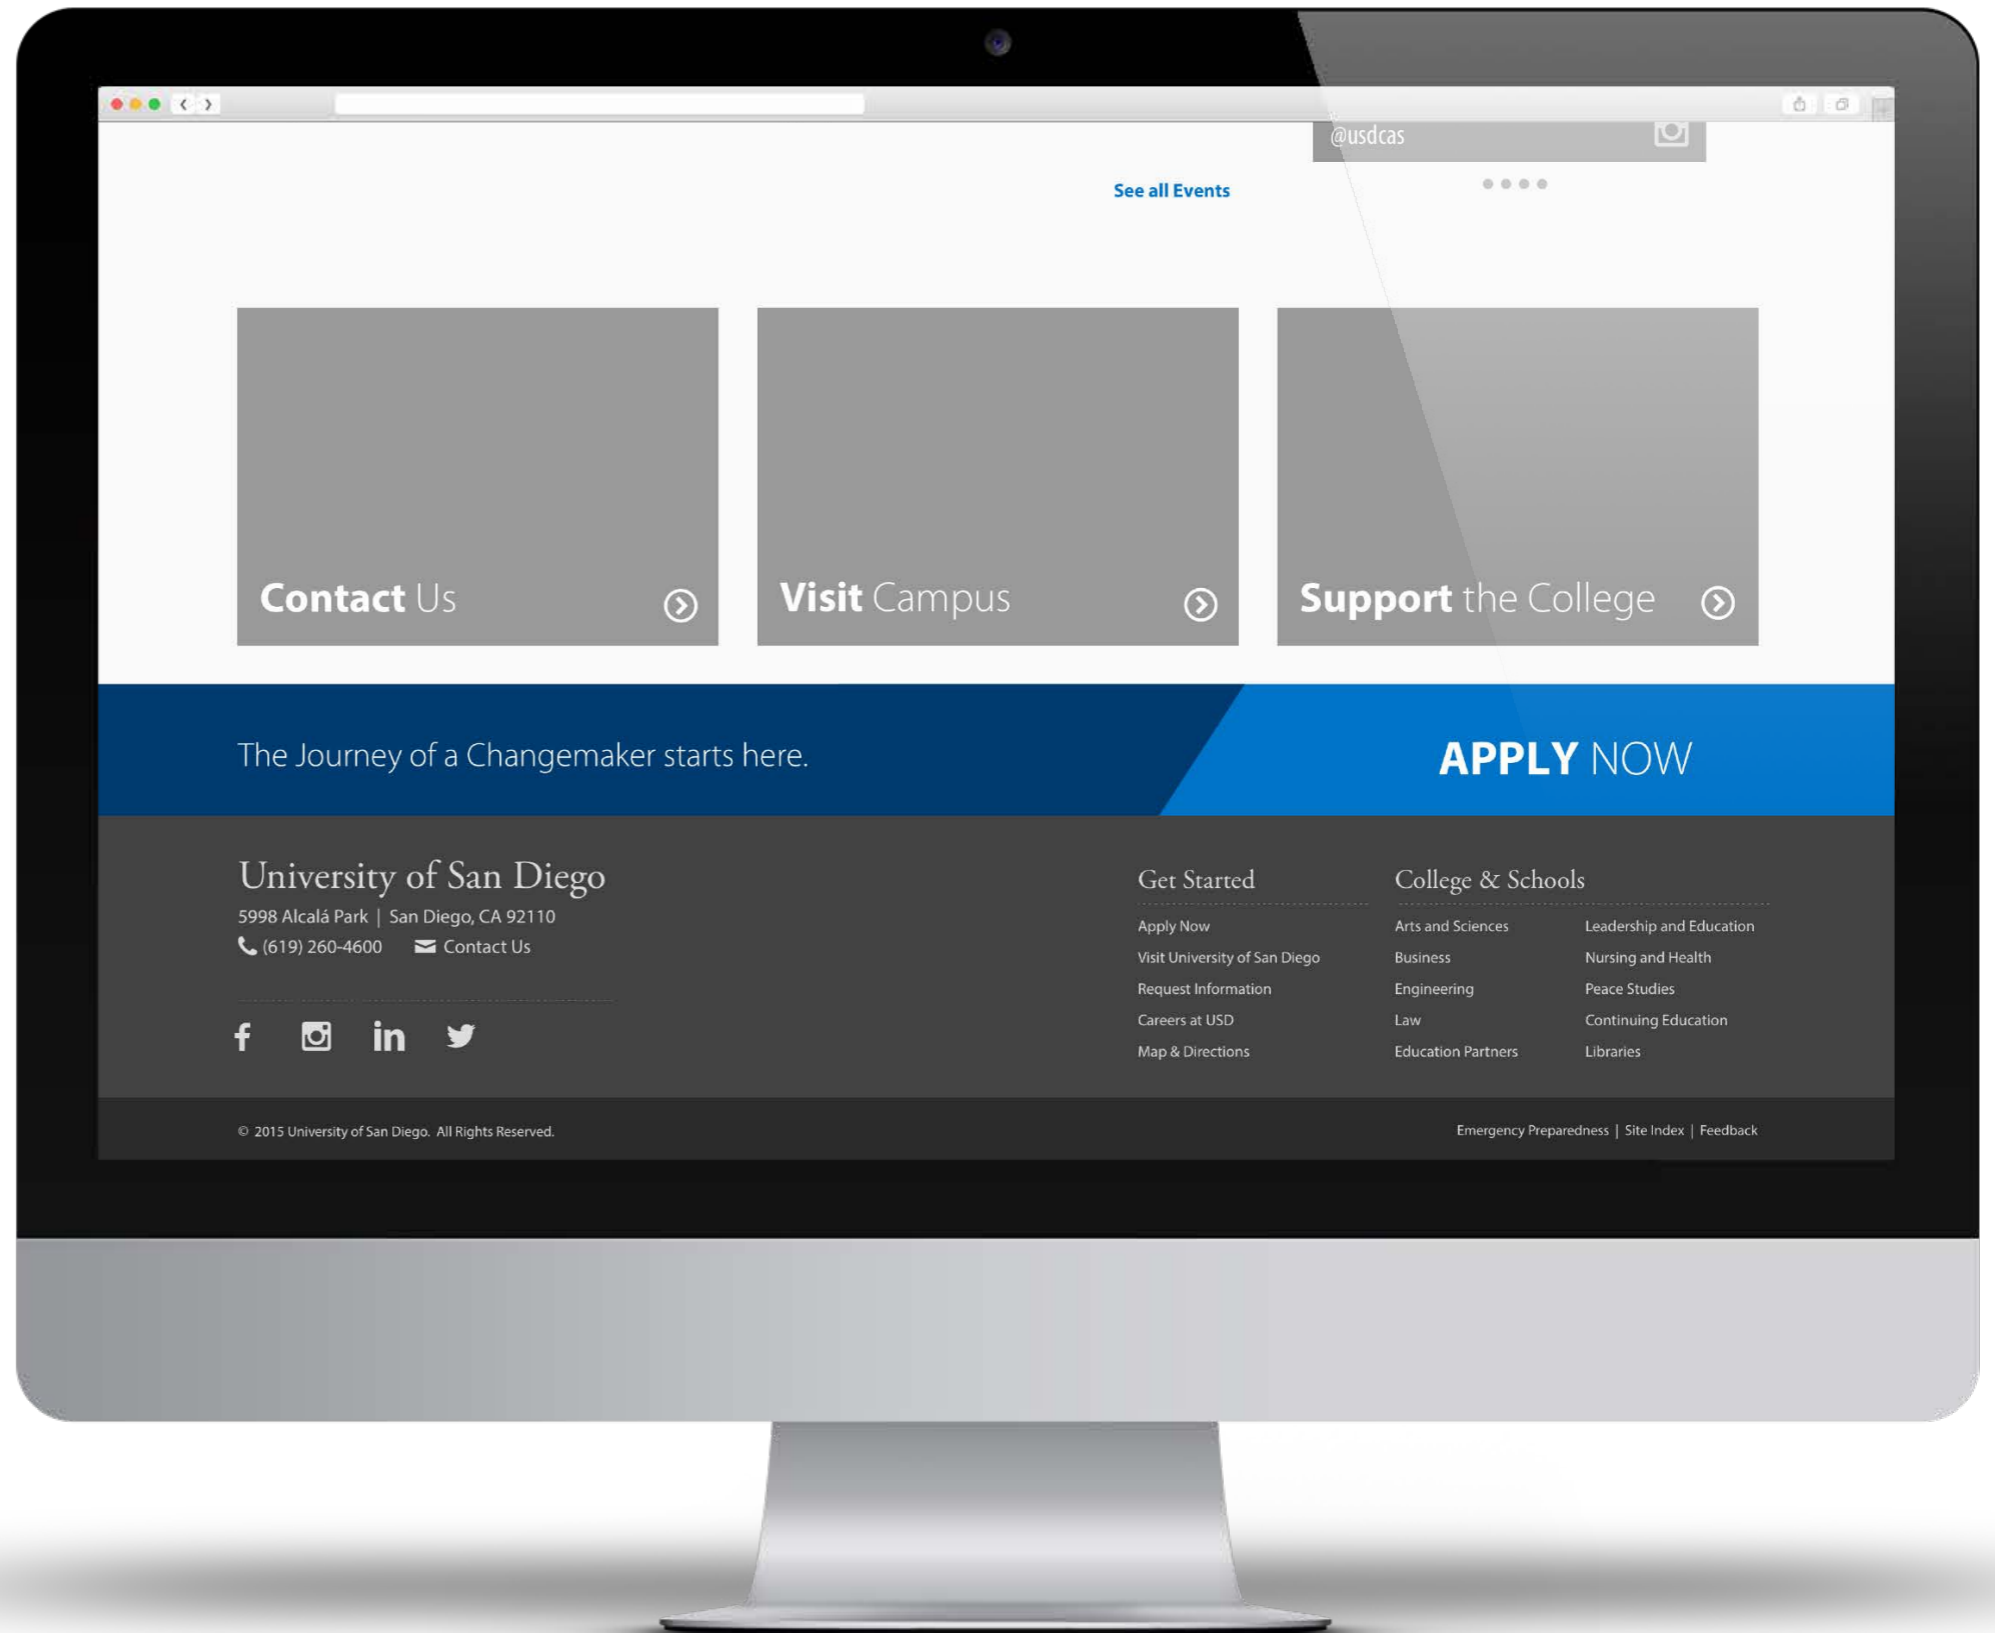 @usdcas
See all Events
Contact Us
Visit Campus
Support the College
The Journey of a Changemaker starts here.
APPLY NOW
University of San Diego
5998 Alcalá Park | San Diego, CA 92110
(619) 260-4600 Contact Us
Get Started
Apply Now
Visit University of San Diego
Request Information
Careers at USD
Map & Directions
College & Schools
Arts and Sciences
Business
Engineering
Law
Education Partners
Leadership and Education
Nursing and Health
Peace Studies
Continuing Education
Libraries
© 2015 University of San Diego. All Rights Reserved.
Emergency Preparedness | Site Index | Feedback